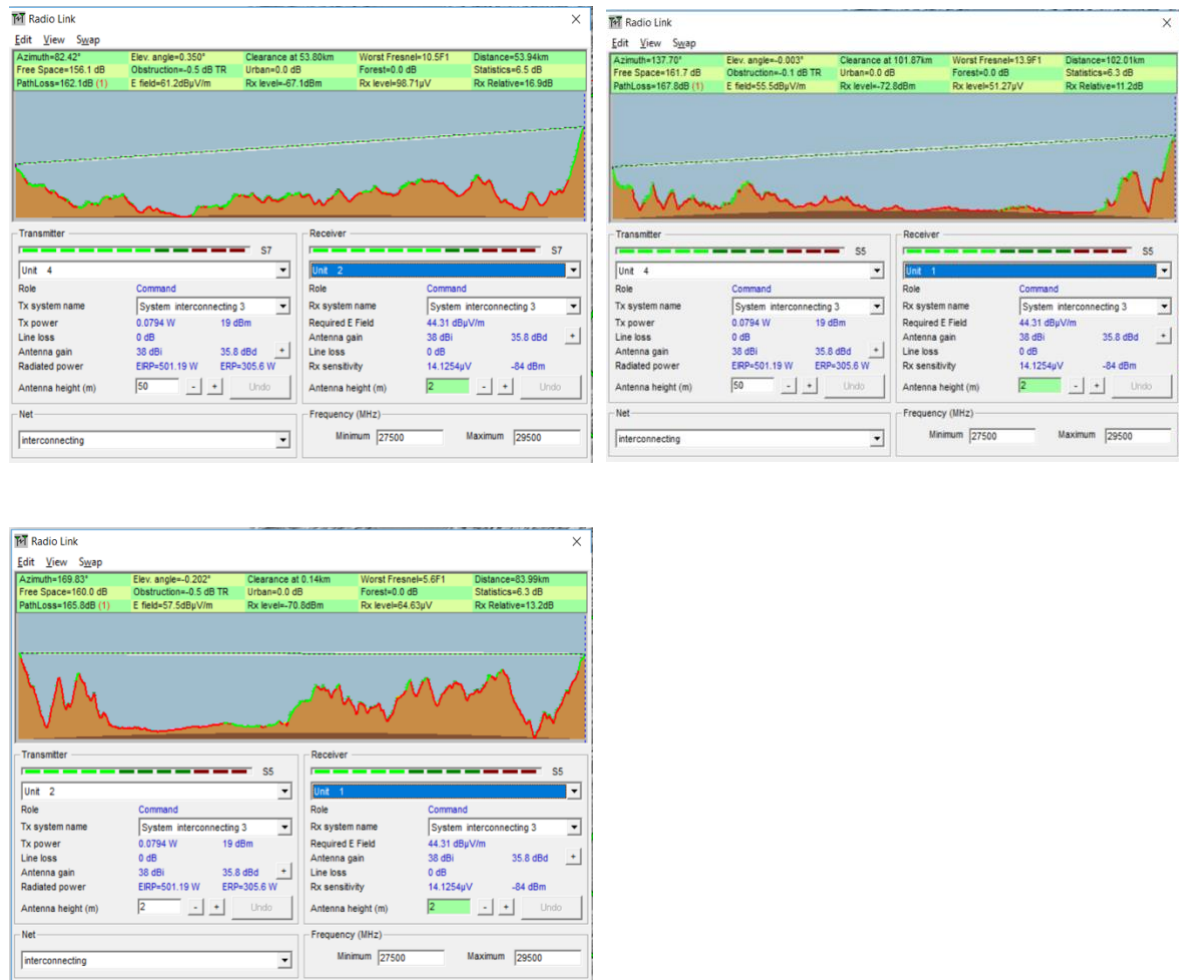 Radio Link
Edit View Swap
Azimuth=82.42° Elev. angle=0.350° Clearance at 53.80km Worst Fresnel=10.5F1 Distance=53.94km
Free Space=156.1 dB Obstruction=-0.5 dB TR Urban=0.0 dB Forest=0.0 dB Statistics=6.5 dB
PathLoss=162.1dB (1) E field=61.2dBμV/m Rx level=-67.1dBm Rx level=98.71μV Rx Relative=16.9dB
Transmitter
S7
Unit 4
Role Command
Tx system name System interconnecting 3
Tx power 0.0794 W 19 dBm
Line loss 0 dB
Antenna gain 38 dBi 35.8 dBd +
Radiated power EIRP=501.19 W ERP=305.6 W
Antenna height (m) 50 - + Undo
Receiver
S7
Unit 2
Role Command
Rx system name System interconnecting 3
Required E Field 44.31 dBμV/m
Antenna gain 38 dBi 35.8 dBd +
Line loss 0 dB
Rx sensitivity 14.1254μV -84 dBm
Antenna height (m) 2 - + Undo
Net
interconnecting
Frequency (MHz)
Minimum 27500 Maximum 29500
Radio Link
Edit View Swap
Azimuth=137.70° Elev. angle=-0.003° Clearance at 101.87km Worst Fresnel=13.9F1 Distance=102.01km
Free Space=161.7 dB Obstruction=-0.1 dB TR Urban=0.0 dB Forest=0.0 dB Statistics=6.3 dB
PathLoss=167.8dB (1) E field=55.5dBμV/m Rx level=-72.8dBm Rx level=51.27μV Rx Relative=11.2dB
Transmitter
S5
Unit 4
Role Command
Tx system name System interconnecting 3
Tx power 0.0794 W 19 dBm
Line loss 0 dB
Antenna gain 38 dBi 35.8 dBd +
Radiated power EIRP=501.19 W ERP=305.6 W
Antenna height (m) 50 - + Undo
Receiver
S5
Unit 1
Role Command
Rx system name System interconnecting 3
Required E Field 44.31 dBμV/m
Antenna gain 38 dBi 35.8 dBd +
Line loss 0 dB
Rx sensitivity 14.1254μV -84 dBm
Antenna height (m) 2 - + Undo
Net
interconnecting
Frequency (MHz)
Minimum 27500 Maximum 29500
Radio Link
Edit View Swap
Azimuth=169.83° Elev. angle=-0.202° Clearance at 0.14km Worst Fresnel=5.6F1 Distance=83.99km
Free Space=160.0 dB Obstruction=-0.5 dB TR Urban=0.0 dB Forest=0.0 dB Statistics=6.3 dB
PathLoss=165.8dB (1) E field=57.5dBμV/m Rx level=-70.8dBm Rx level=64.63μV Rx Relative=13.2dB
Transmitter
S5
Unit 2
Role Command
Tx system name System interconnecting 3
Tx power 0.0794 W 19 dBm
Line loss 0 dB
Antenna gain 38 dBi 35.8 dBd +
Radiated power EIRP=501.19 W ERP=305.6 W
Antenna height (m) 2 - + Undo
Receiver
S5
Unit 1
Role Command
Rx system name System interconnecting 3
Required E Field 44.31 dBμV/m
Antenna gain 38 dBi 35.8 dBd +
Line loss 0 dB
Rx sensitivity 14.1254μV -84 dBm
Antenna height (m) 2 - + Undo
Net
interconnecting
Frequency (MHz)
Minimum 27500 Maximum 29500